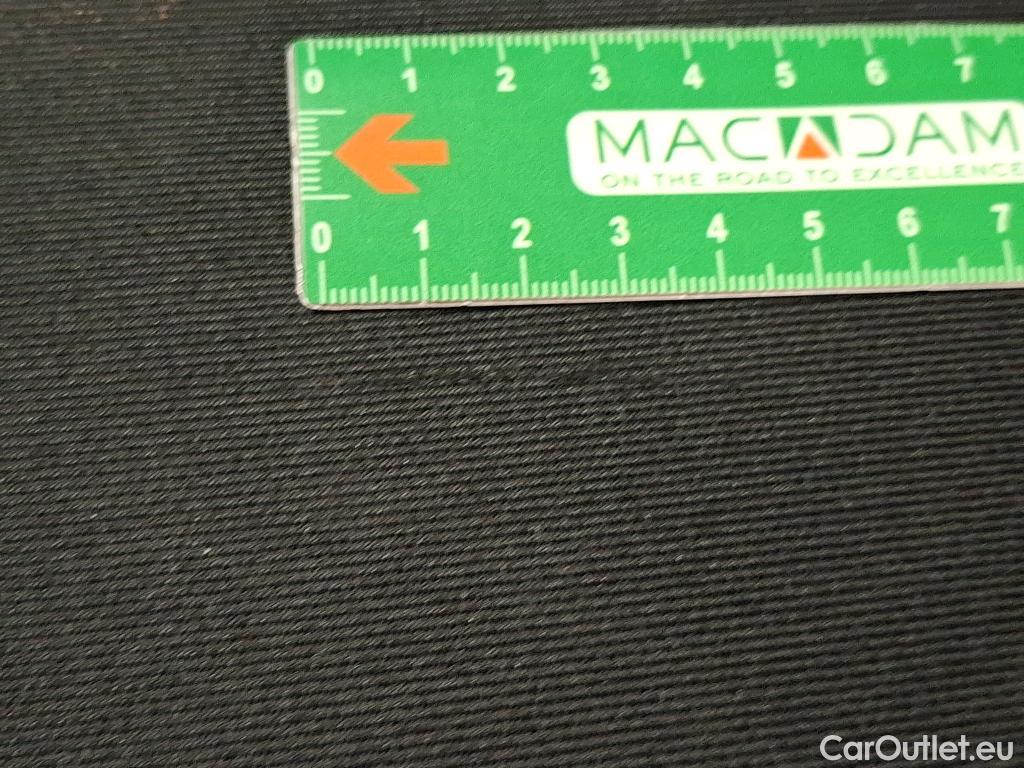 0 1 2 3 4 5 6 7
MACADAM
ON THE ROAD TO EXCELLENCE
0 1 2 3 4 5 6 7
CarOutlet.eu